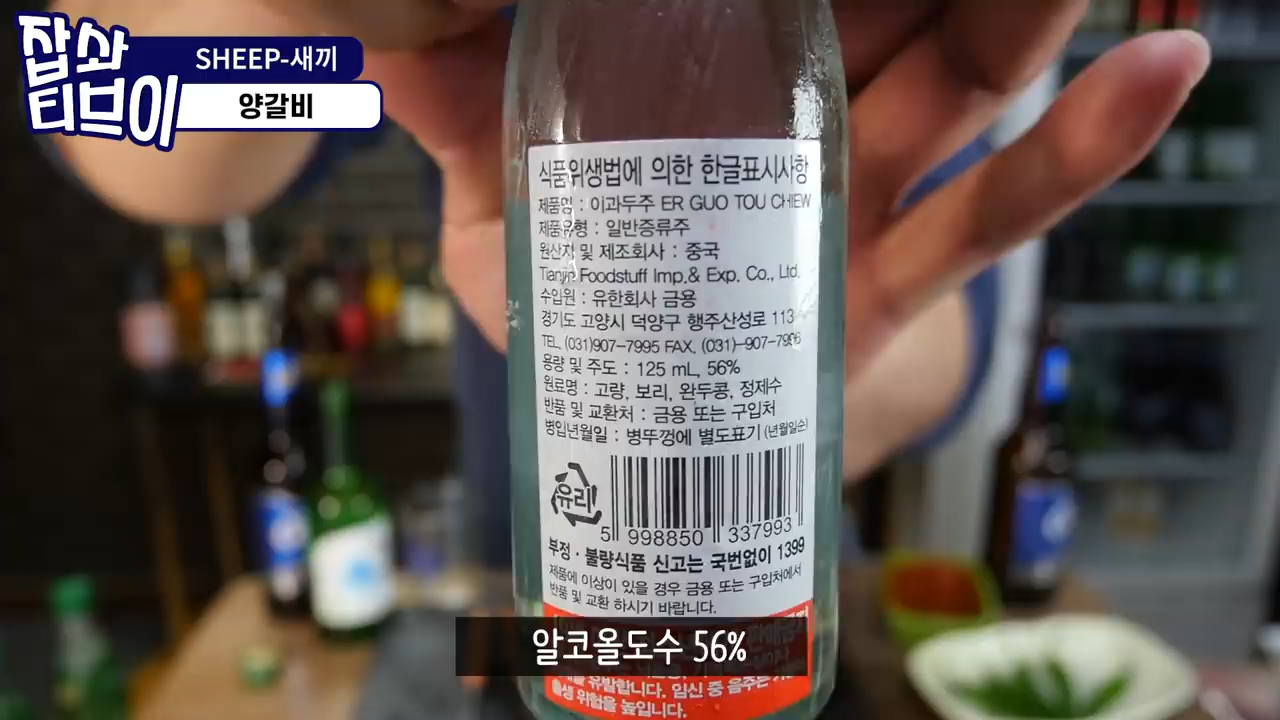 잡솨
티브이
SHEEP-새끼
양갈비
식품위생법에 의한 한글표시사항
제품명 : 이과두주 ER GUO TOU CHIEW
제품유형 : 일반증류주
원산지 및 제조회사 : 중국
Tianjin Foodstuff Imp.& Exp. Co., Ltd.
수입원 : 유한회사 금용
경기도 고양시 덕양구 행주산성로 113
TEL (031)907-7995 FAX. (031)-907-7996
용량 및 주도 : 125 mL, 56%
원료명 : 고량, 보리, 완두콩, 정제수
반품 및 교환처 : 금용 또는 구입처
병입년월일 : 병뚜껑에 별도표기 (년월일순)
유리
5 998850 337993
부정 · 불량식품 신고는 국번없이 1399
제품에 이상이 있을 경우 금용 또는 구입처에서
반품 및 교환 하시기 바랍니다.
알코올도수 56%
유발합니다. 임신 중 음주는
출생 위험을 높입니다.